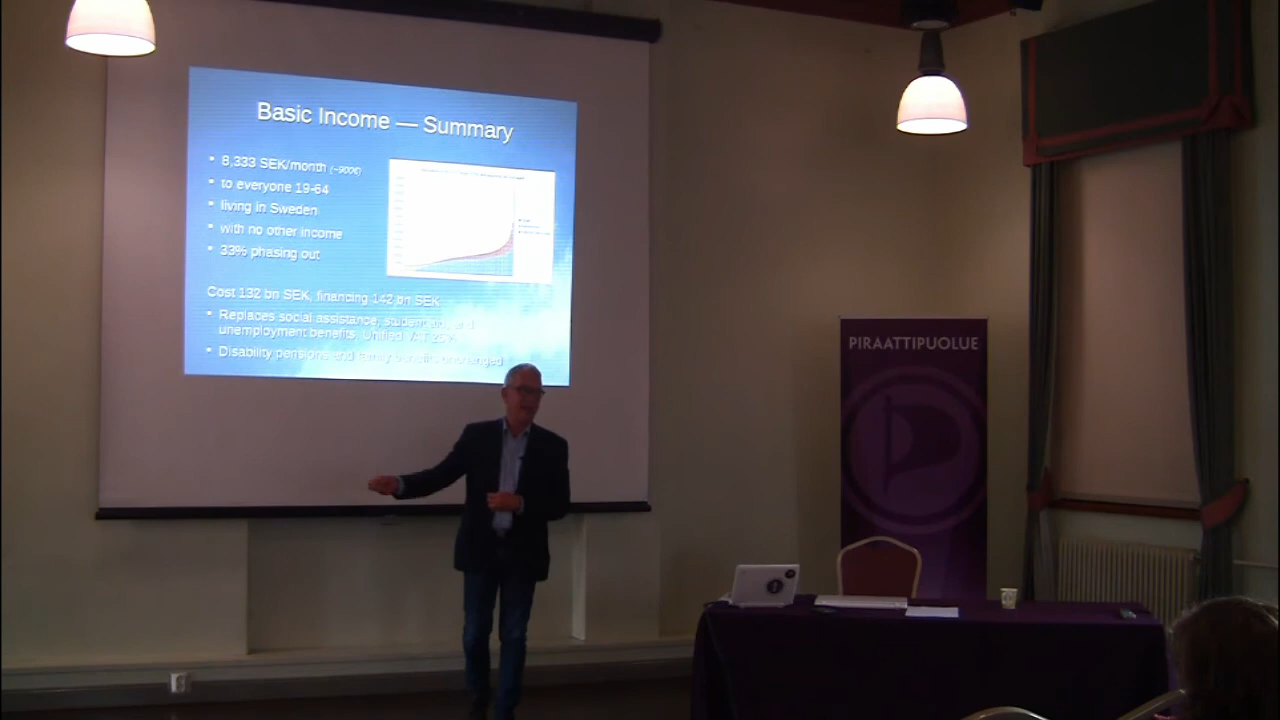 Basic Income — Summary
• 8,333 SEK/month (~900€)
• to everyone 19-64
• living in Sweden
• with no other income
• 33% phasing out
Cost 132 bn SEK, financing 142 bn SEK
• Replaces social assistance, student aid, and
unemployment benefits. Unified VAT 25%
• Disability pensions and family benefits unchanged
PIRAATTIPUOLUE